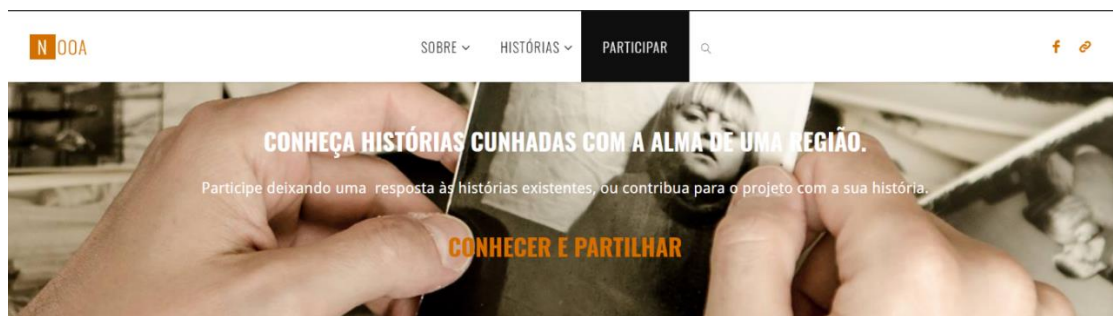 NOOA
SOBRE
HISTÓRIAS
PARTICIPAR
CONHEÇA HISTÓRIAS CUNHADAS COM A ALMA DE UMA REGIÃO.
Participe deixando uma resposta às histórias existentes, ou contribua para o projeto com a sua história.
CONHECER E PARTILHAR